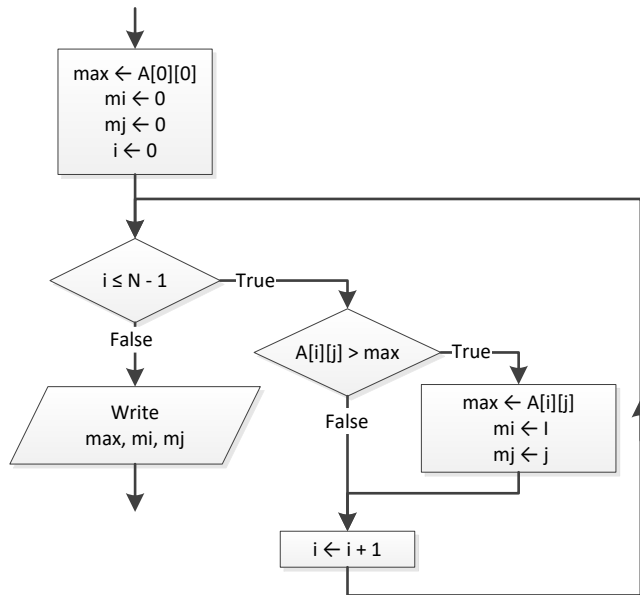 max ← A[0][0]
mi ← 0
mj ← 0
i ← 0
i ≤ N - 1
True
False
Write
max, mi, mj
A[i][j] > max
True
False
max ← A[i][j]
mi ← I
mj ← j
i ← i + 1